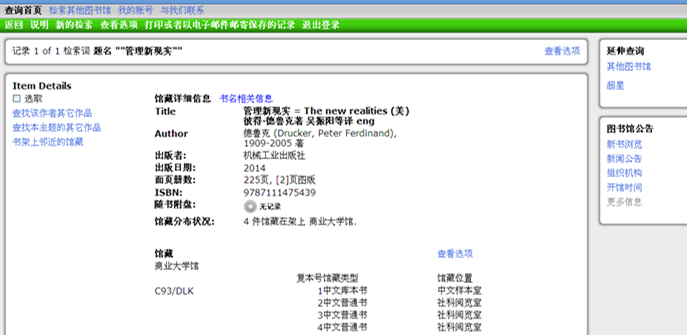 查询首页 检索其他图书馆 我的账号 与我们联系
返回 说明 新的检索 查看选项 打印或者以电子邮件邮寄保存的记录 退出登录
记录 1 of 1 检索词 题名 ""管理新现实"" 查看选项
Item Details
选取
查找该作者其它作品
查找本主题的其它作品
书架上邻近的馆藏
馆藏详细信息 书名相关信息
Title 管理新现实 = The new realities (美)
彼得·德鲁克著 吴振阳等译 eng
Author 德鲁克 (Drucker, Peter Ferdinand),
1909-2005 著
出版者: 机械工业出版社
出版日期: 2014
面页册数: 225页, [2]页图版
ISBN: 9787111475439
随书附盘: 无记录
馆藏分布状况: 4 件馆藏在架上 商业大学馆.
馆藏 查看选项
商业大学馆
复本号馆藏类型 馆藏位置
C93/DLK 1中文库本书 中文样本室
2中文普通书 社科阅览室
3中文普通书 社科阅览室
4中文普通书 社科阅览室
延伸查询
其他图书馆
超星
图书馆公告
新书浏览
新闻公告
组织机构
开馆时间
更多信息